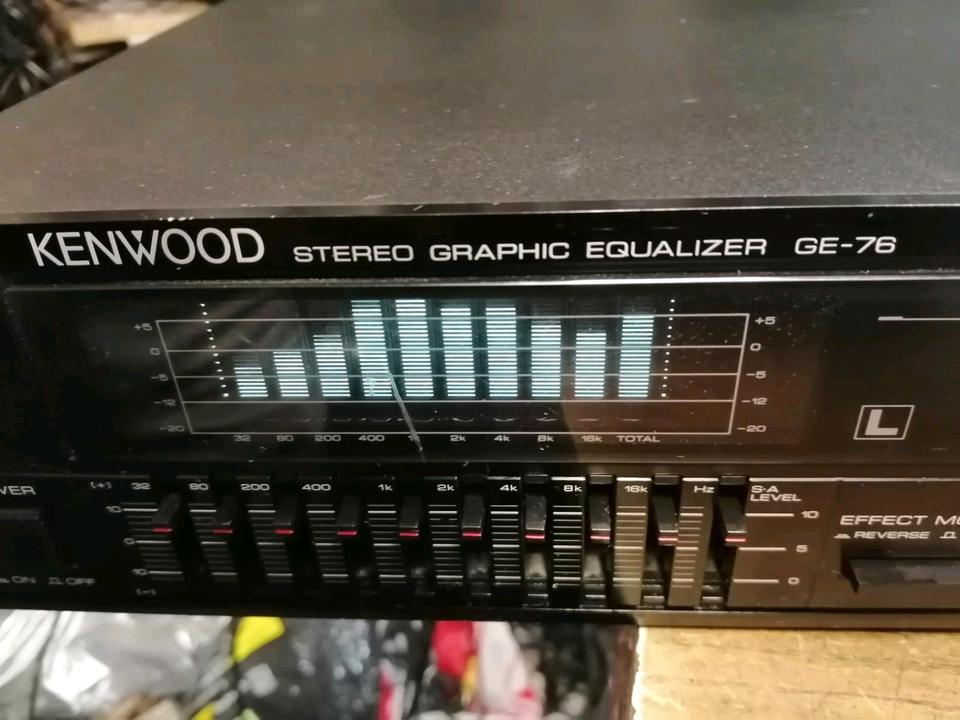 KENWOOD STEREO GRAPHIC EQUALIZER GE-76
+5 +5
0 0
-5 -5
-12 -12
-20 -20
32 80 200 400 1k 2k 4k 8k 16k TOTAL
L
(+) 32 80 200 400 1k 2k 4k 8k 16k Hz S·A
LEVEL
10 10
EFFECT MO
REVERSE
0 5
ON OFF 10 0
(-)
VER